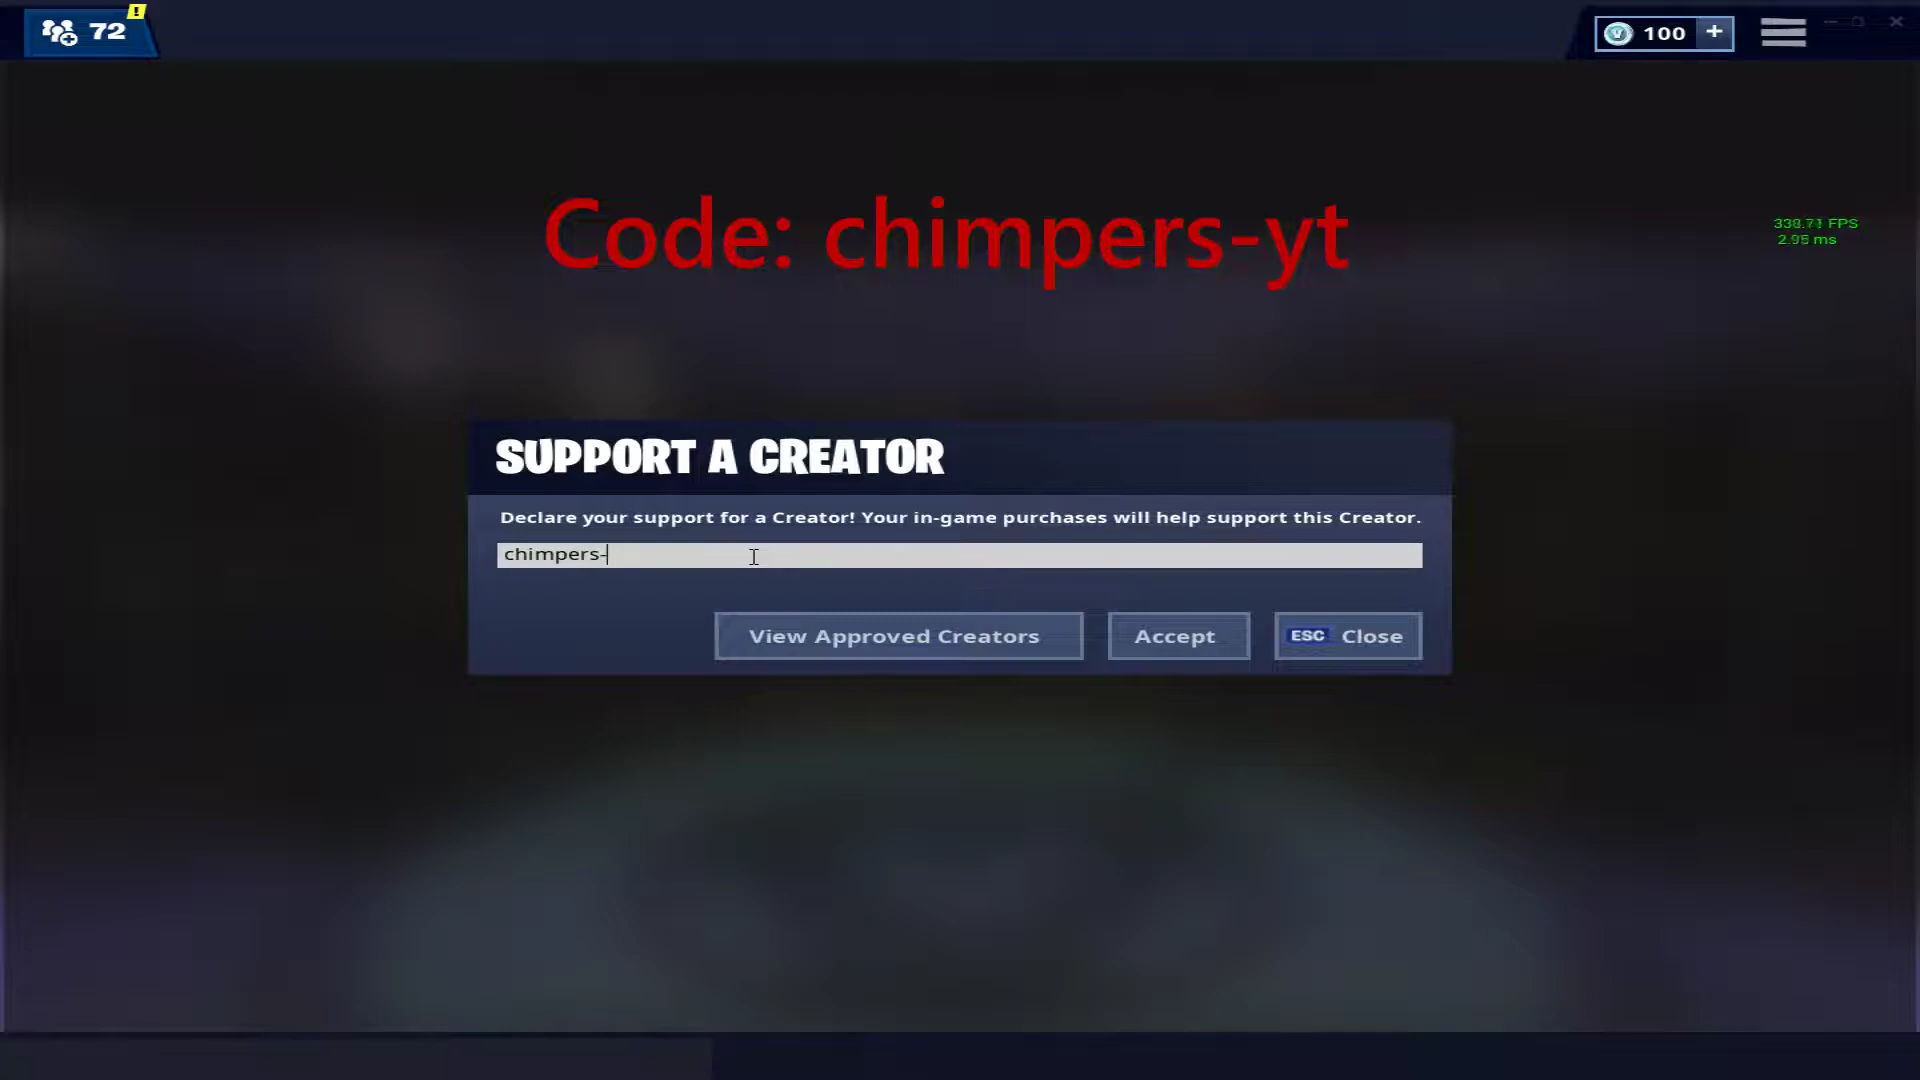 72
!
100 +
Code: chimpers-yt
338.71 FPS
2.95 ms
SUPPORT A CREATOR
Declare your support for a Creator! Your in-game purchases will help support this Creator.
chimpers-
View Approved Creators
Accept
ESC Close